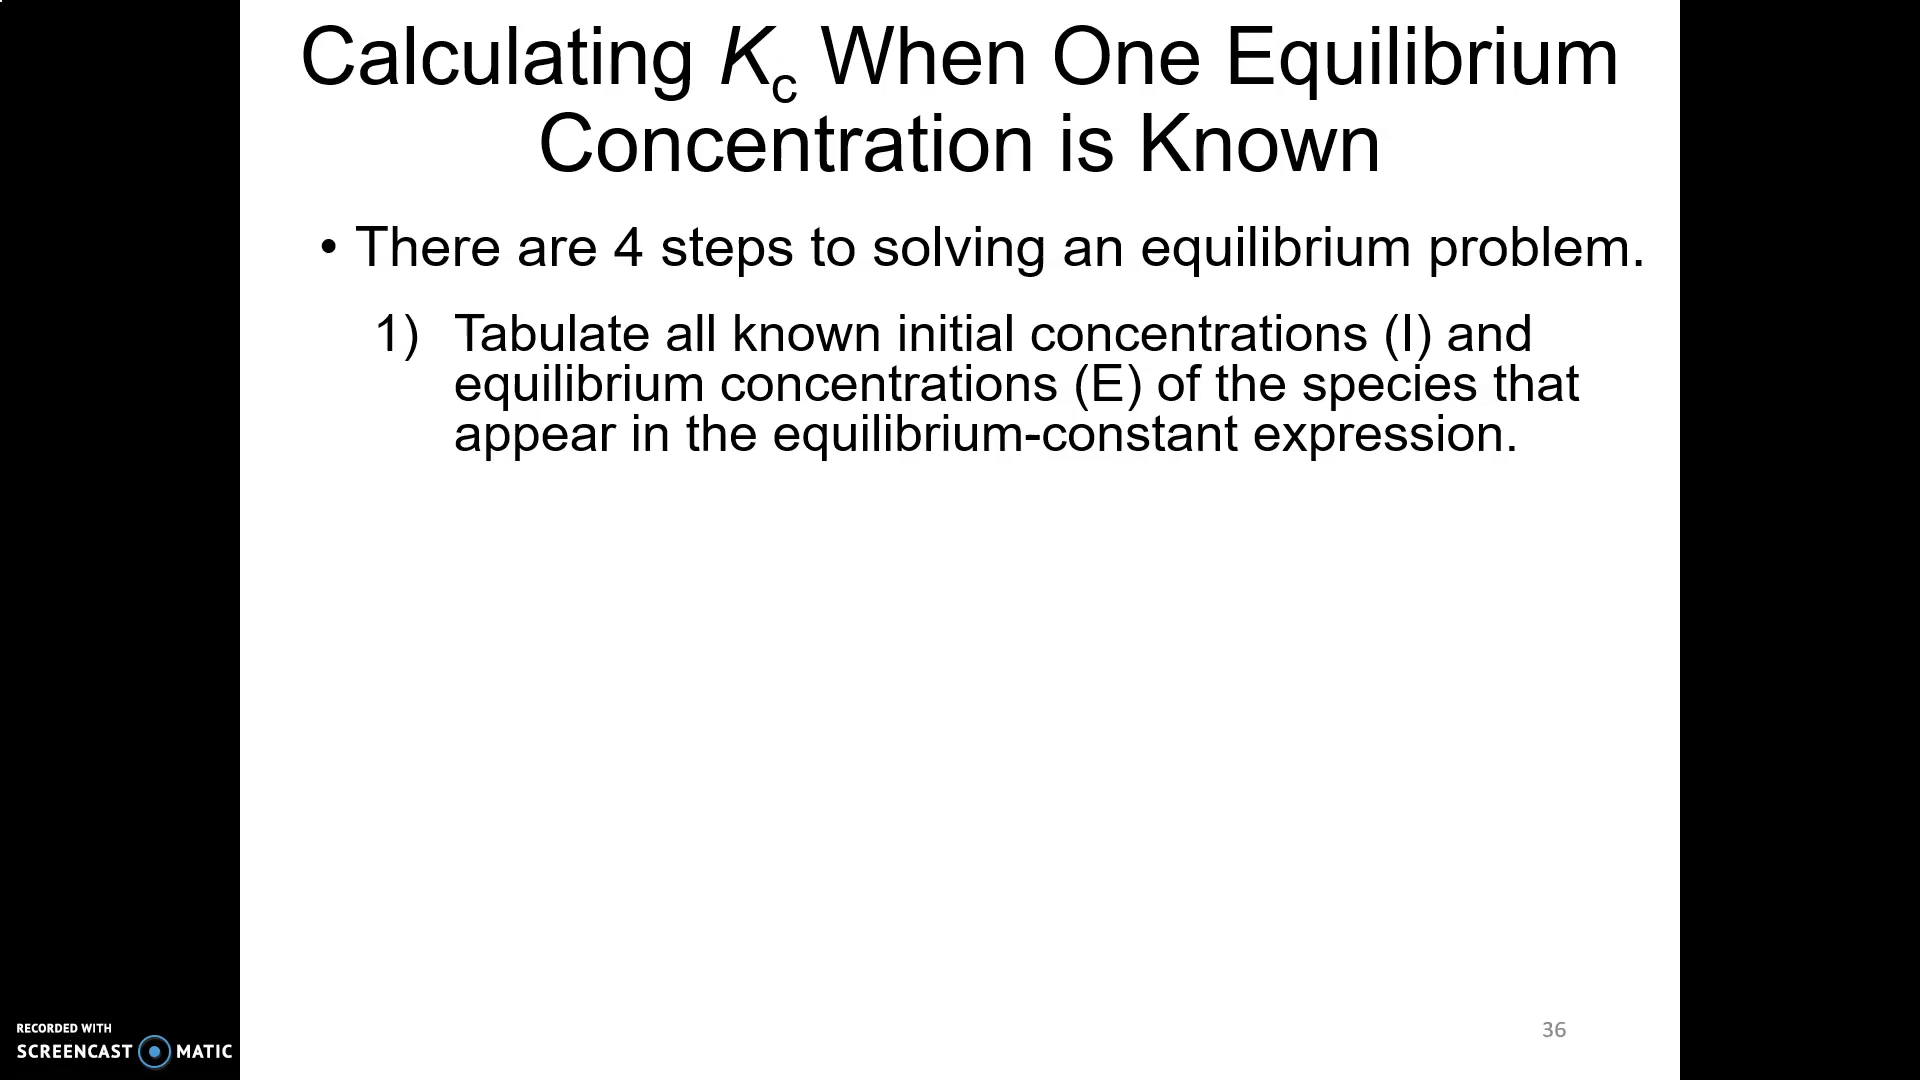 Calculating Kc When One Equilibrium
Concentration is Known
• There are 4 steps to solving an equilibrium problem.
1) Tabulate all known initial concentrations (I) and
equilibrium concentrations (E) of the species that
appear in the equilibrium-constant expression.
RECORDED WITH
SCREENCAST MATIC
36